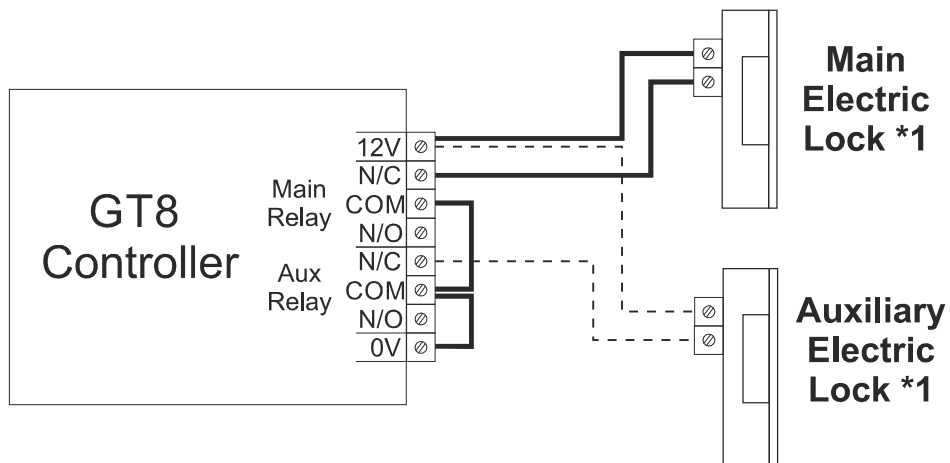 GT8
Controller
Main
Relay
Aux
Relay
12V
N/C
COM
N/O
N/C
COM
N/O
0V
Main
Electric
Lock *1
Auxiliary
Electric
Lock *1